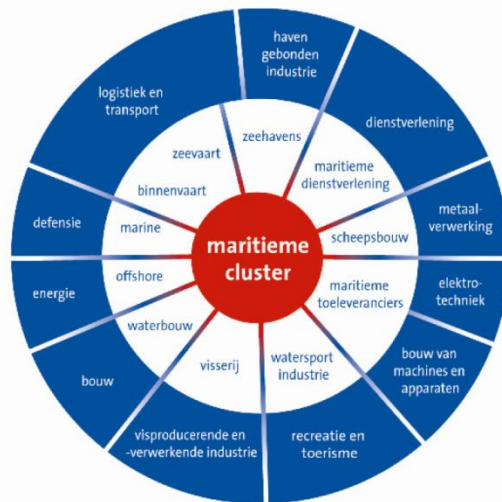 haven
gebonden
industrie
logistiek en
transport
dienstverlening
zeehavens
zeevaart
maritieme
dienstverlening
binnenvaart
defensie
marine
scheepsbouw
metaal-
verwerking
maritieme
cluster
energie
offshore
maritieme
toeleveranciers
elektro-
techniek
waterbouw
bouw
visserij
watersport
industrie
bouw van
machines en
apparaten
visproducerende en
-verwerkende industrie
recreatie en
toerisme